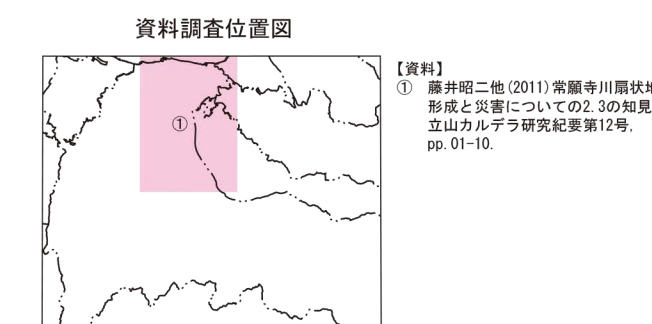 資料調査位置図
【資料】
① 藤井昭二他(2011)常願寺川扇状地
形成と災害についての2.3の知見
立山カルデラ研究紀要第12号,
pp.01-10.
①